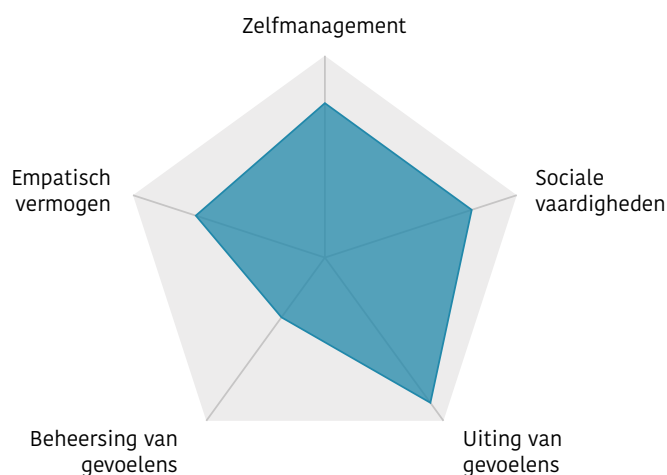 Zelfmanagement
Empatisch
vermogen
Sociale
vaardigheden
Beheersing van
gevoelens
Uiting van
gevoelens